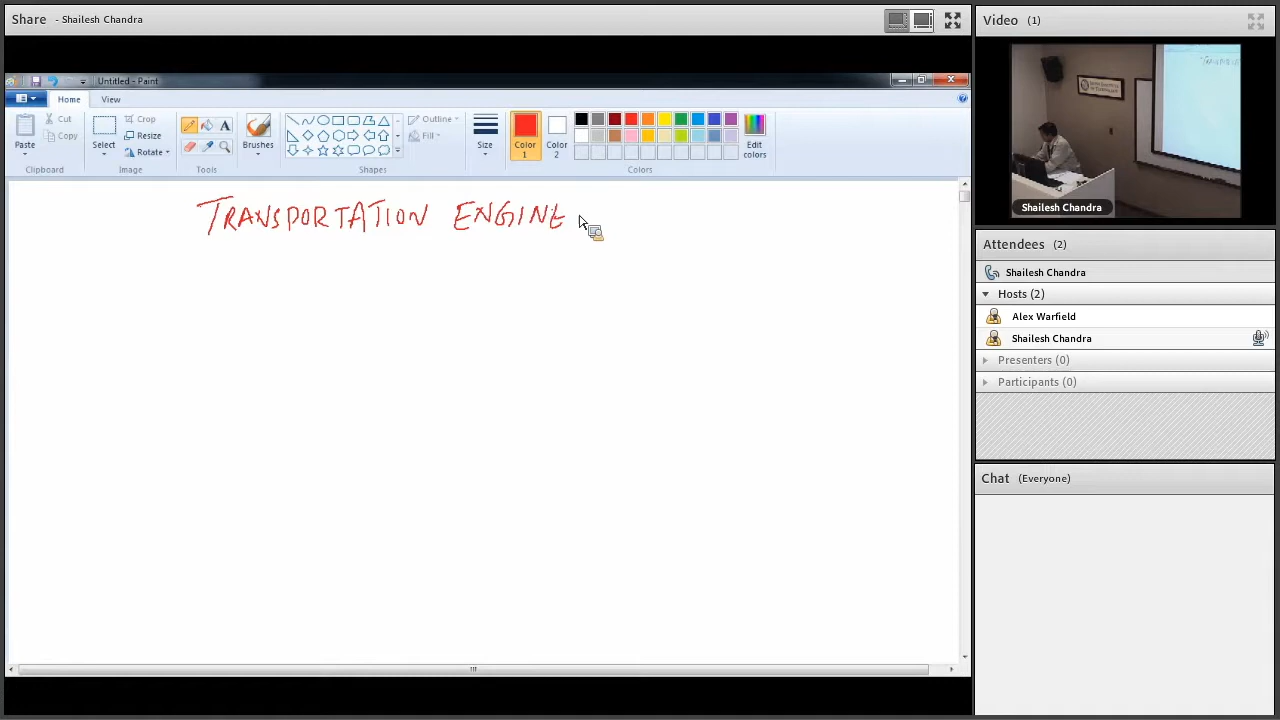 Share - Shailesh Chandra
Video (1)
Untitled - Paint
Home View
Paste
Cut
Copy
Clipboard
Select
Crop
Resize
Rotate
Image
Tools
Brushes
Outline
Fill
Shapes
Size
Color 1
Color 2
Edit colors
Colors
TRANSPORTATION ENGINE
Shailesh Chandra
Attendees (2)
Shailesh Chandra
Hosts (2)
Alex Warfield
Shailesh Chandra
Presenters (0)
Participants (0)
Chat (Everyone)